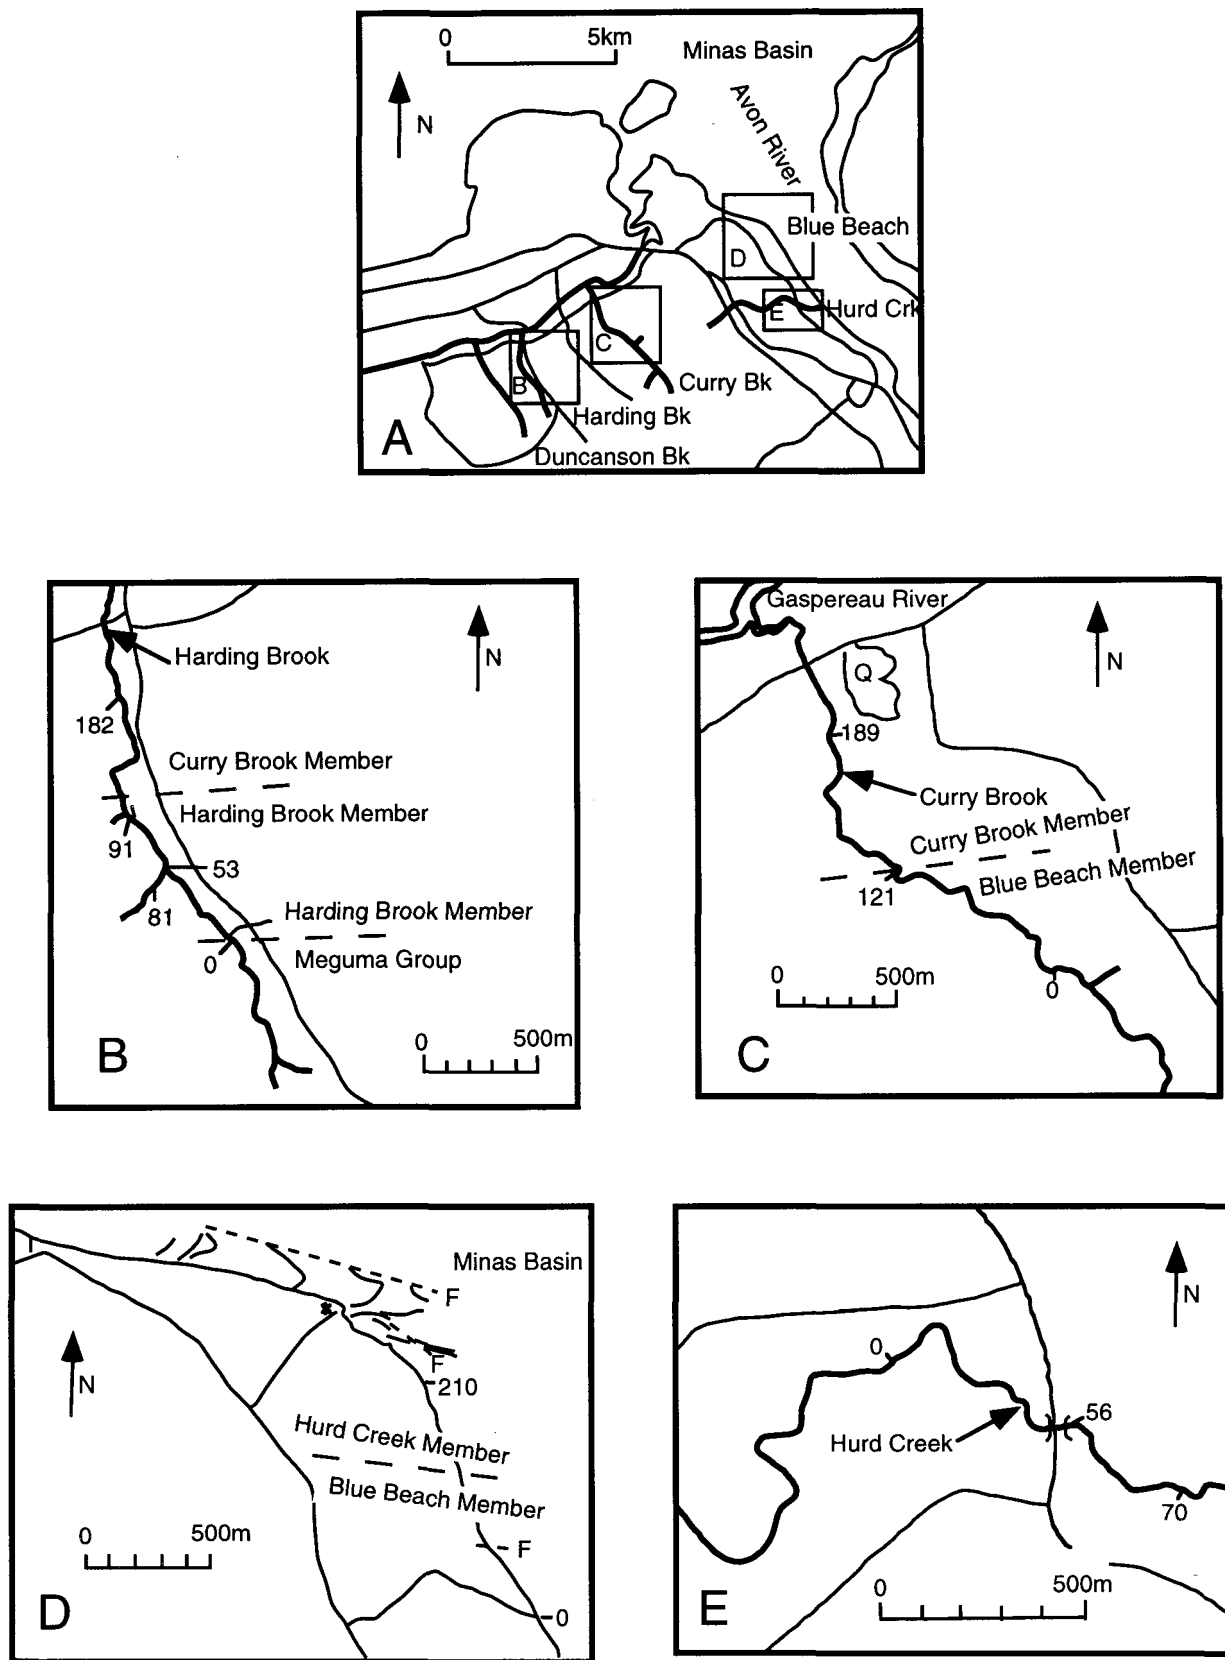 0 5km
Minas Basin
N
Avon River
Blue Beach
D
E
Hurd Crk
C
B
Curry Bk
Harding Bk
A
Duncanson Bk
Harding Brook
N
182
Curry Brook Member
Harding Brook Member
91
53
81
Harding Brook Member
0
Meguma Group
0 500m
B
Gaspereau River
N
Q
189
Curry Brook
Curry Brook Member
Blue Beach Member
121
0 500m
0
C
Minas Basin
F
N
F
210
Hurd Creek Member
Blue Beach Member
0 500m
F
0
D
N
0
56
Hurd Creek
70
0 500m
E